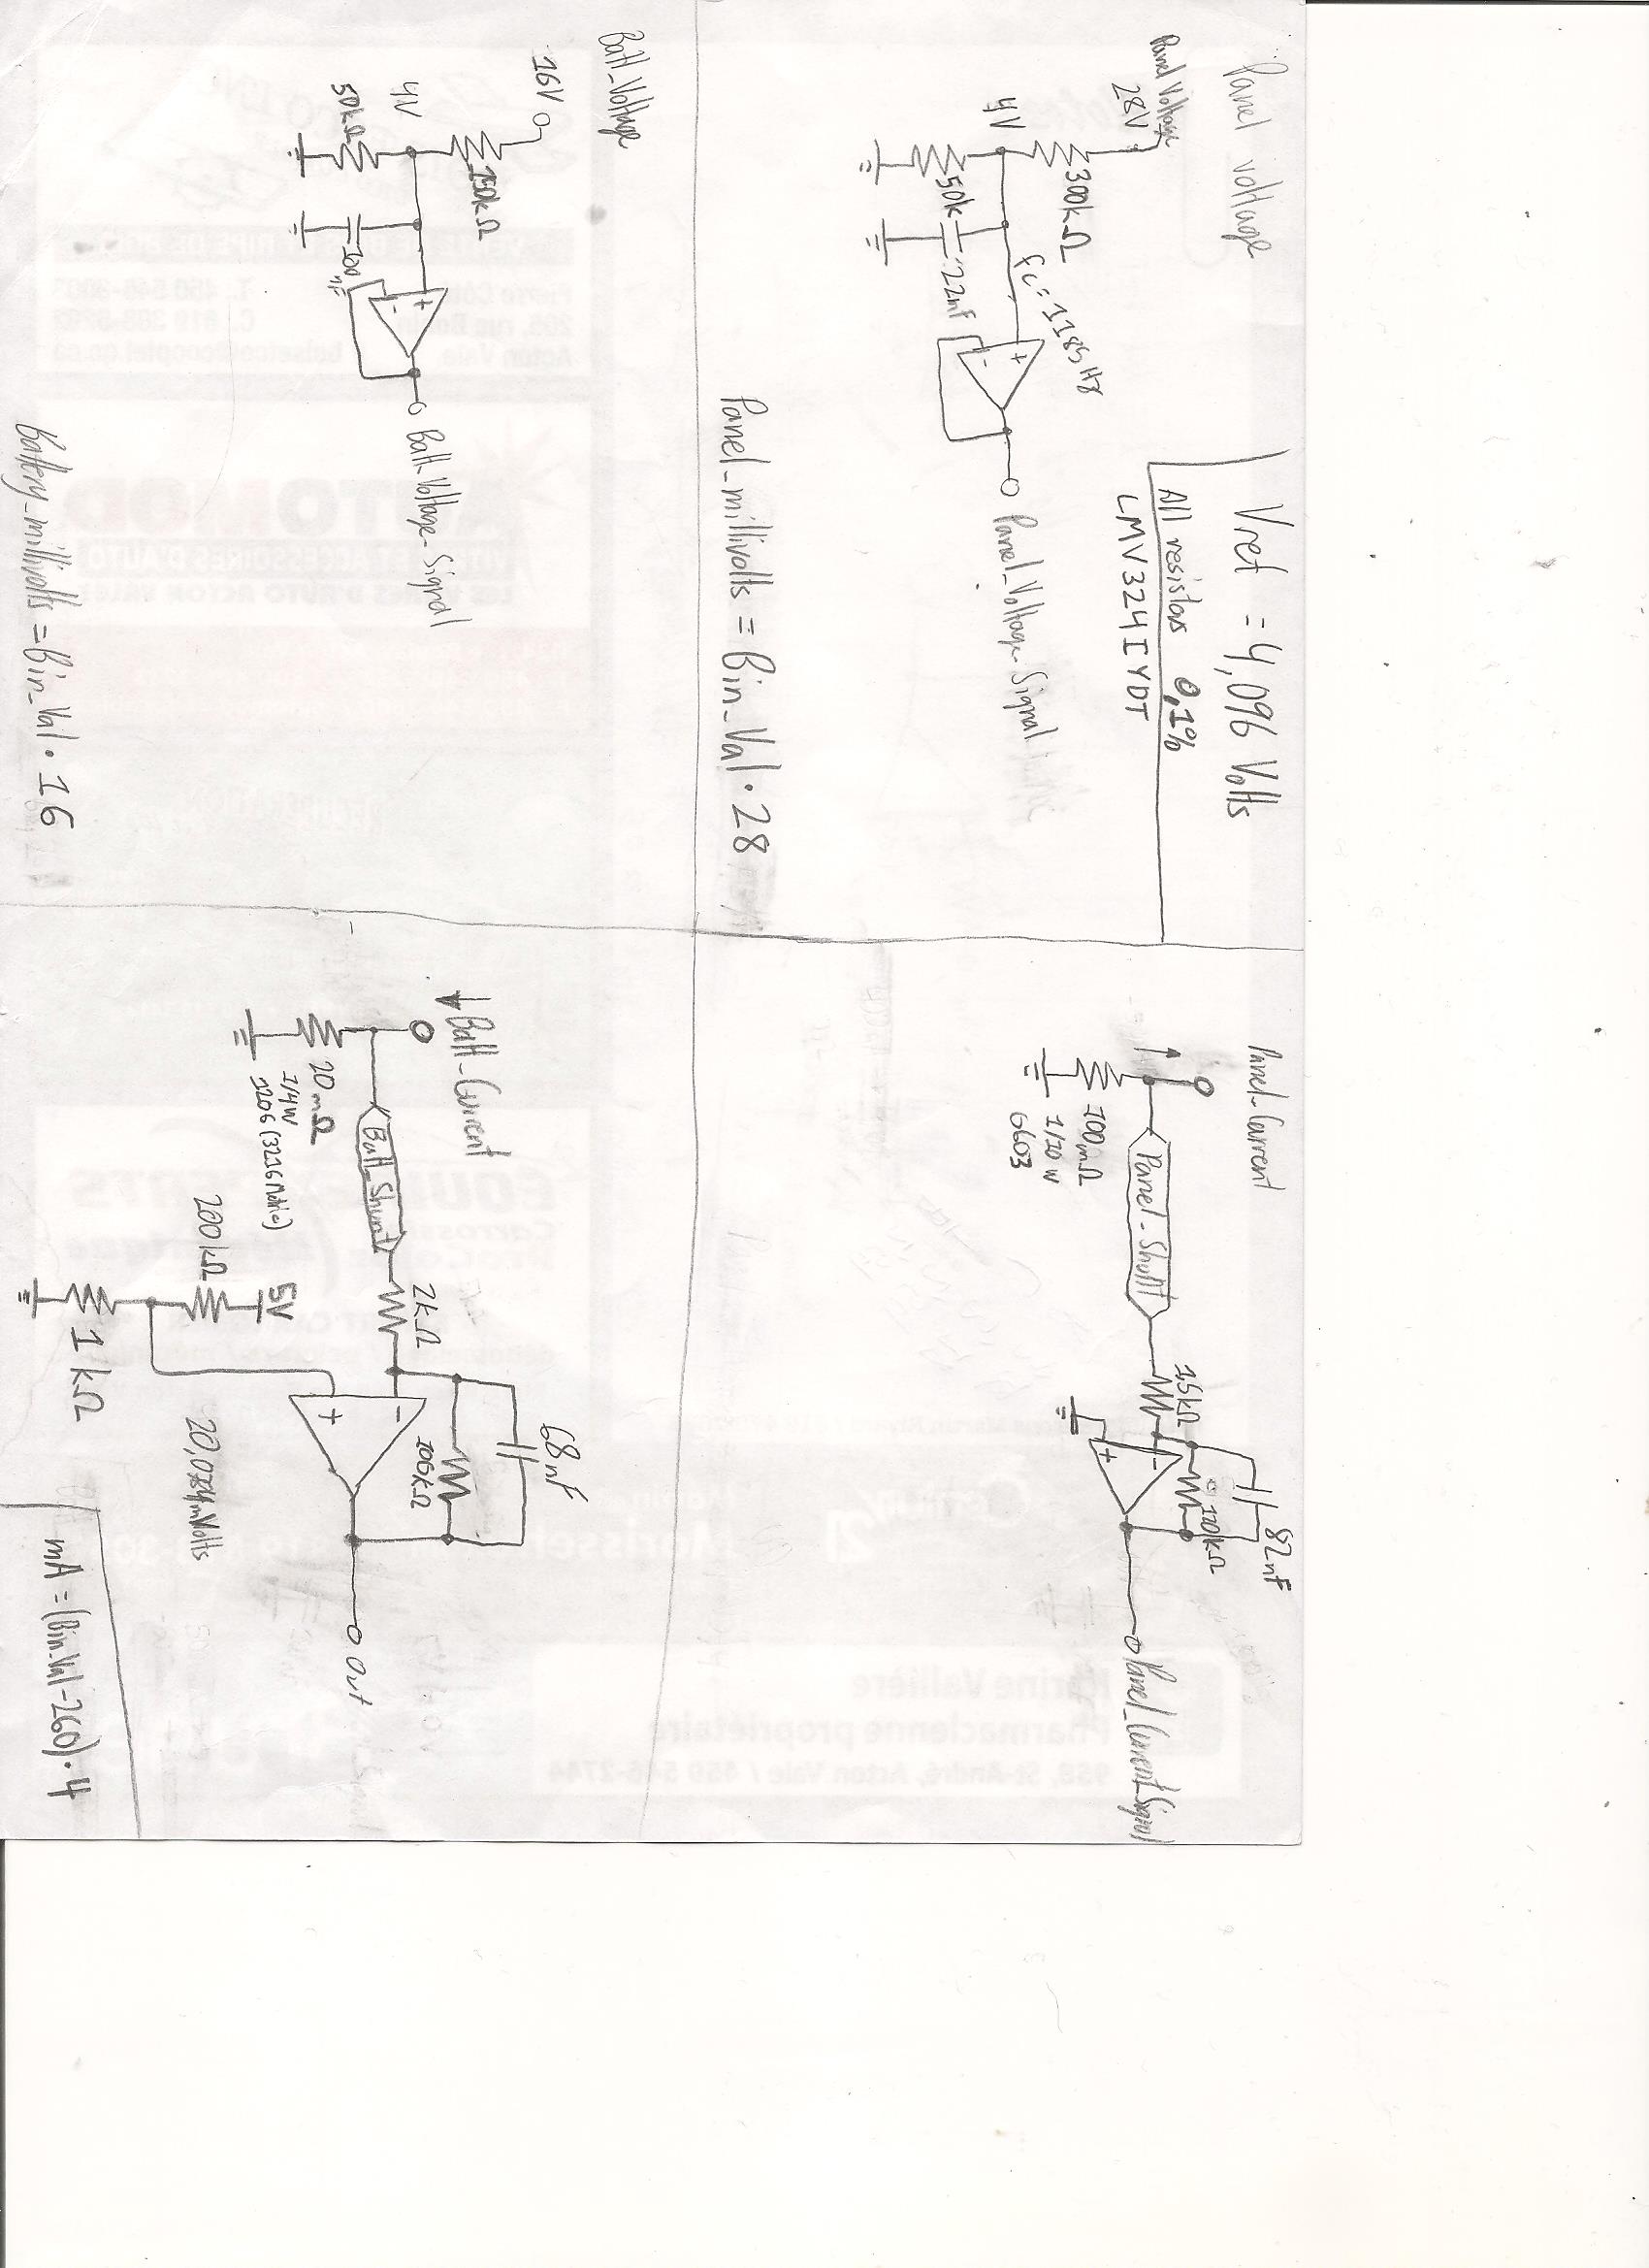 Panel voltage
Vref = 4,096 Volts
All resistors 0,1%
LMV324IYDT
Panel Voltage
28V
300kΩ
fc = 1185 Hz
4V
50k
22nF
+
-
Panel_Voltage_Signal
Panel_millivolts = Bin_Val · 28
Panel_Current
82nF
120kΩ
1,5kΩ
Panel_Shunt
-
+
Panel_Current_Signal
100mΩ
1/10 W
0603
Batt_Voltage
16V
150kΩ
4V
50kΩ
100
nF
+
-
Batt_Voltage_Signal
Battery_millivolts = Bin_Val · 16
68nF
Batt_Current
2kΩ
106kΩ
Batt_Shunt
-
+
Out
20mΩ
1/4W
1206 (3216 Metric)
5V
200kΩ
1kΩ
mA = (Bin_Val-260) · 4